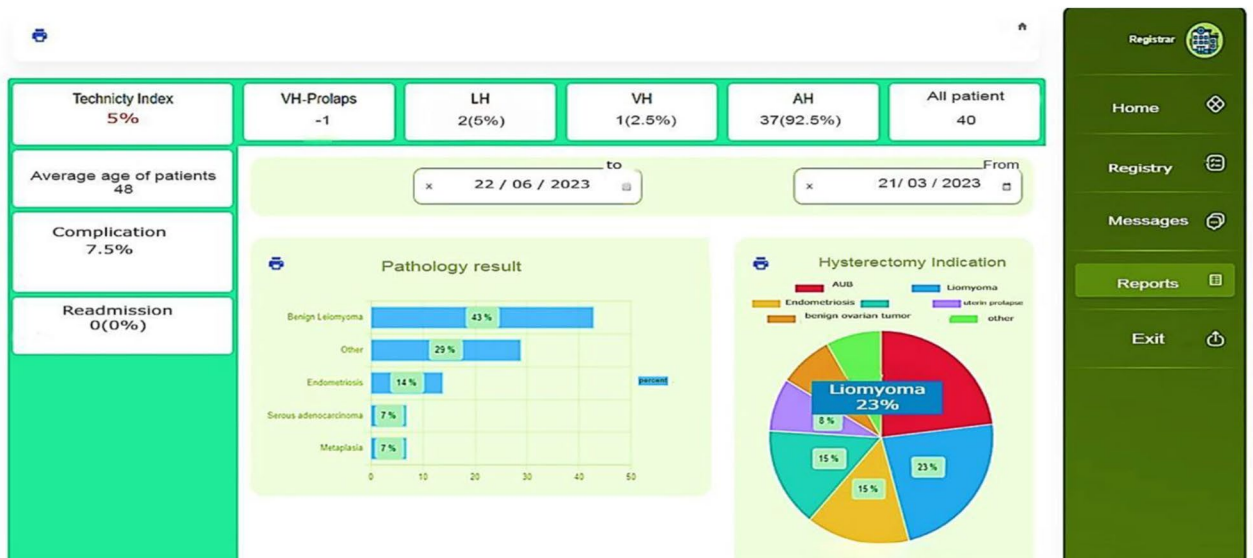 Registrar
Technicty Index
5%
VH-Prolaps
-1
LH
2(5%)
VH
1(2.5%)
AH
37(92.5%)
All patient
40
Home
Average age of patients
48
to
22 / 06 / 2023
From
21/ 03 / 2023
Registry
Complication
7.5%
Messages
Readmission
0(0%)
Reports
Exit
Pathology result
Benign Leiomyoma
43 %
Other
29 %
Endometriosis
14 %
Serous adenocarcinoma
7 %
Metaplasia
7 %
percent
0 10 20 30 40 50
Hysterectomy Indication
AUB
Liomyoma
Endometriosis
uterin prolapse
benign ovarian tumor
other
Liomyoma
23%
8 %
15 %
23 %
15 %